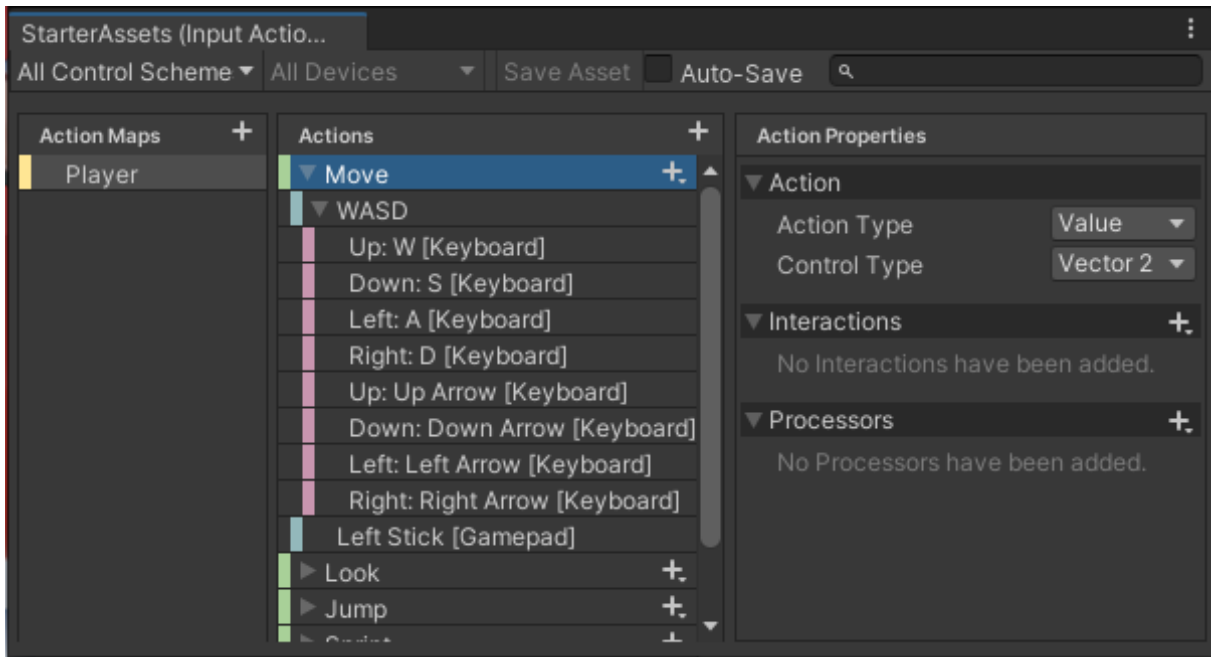 StarterAssets (Input Actio...
All Control Scheme All Devices Save Asset Auto-Save
Action Maps
Player
Actions
Move
WASD
Up: W [Keyboard]
Down: S [Keyboard]
Left: A [Keyboard]
Right: D [Keyboard]
Up: Up Arrow [Keyboard]
Down: Down Arrow [Keyboard]
Left: Left Arrow [Keyboard]
Right: Right Arrow [Keyboard]
Left Stick [Gamepad]
Look
Jump
Action Properties
Action
Action Type Value
Control Type Vector 2
Interactions
No Interactions have been added.
Processors
No Processors have been added.